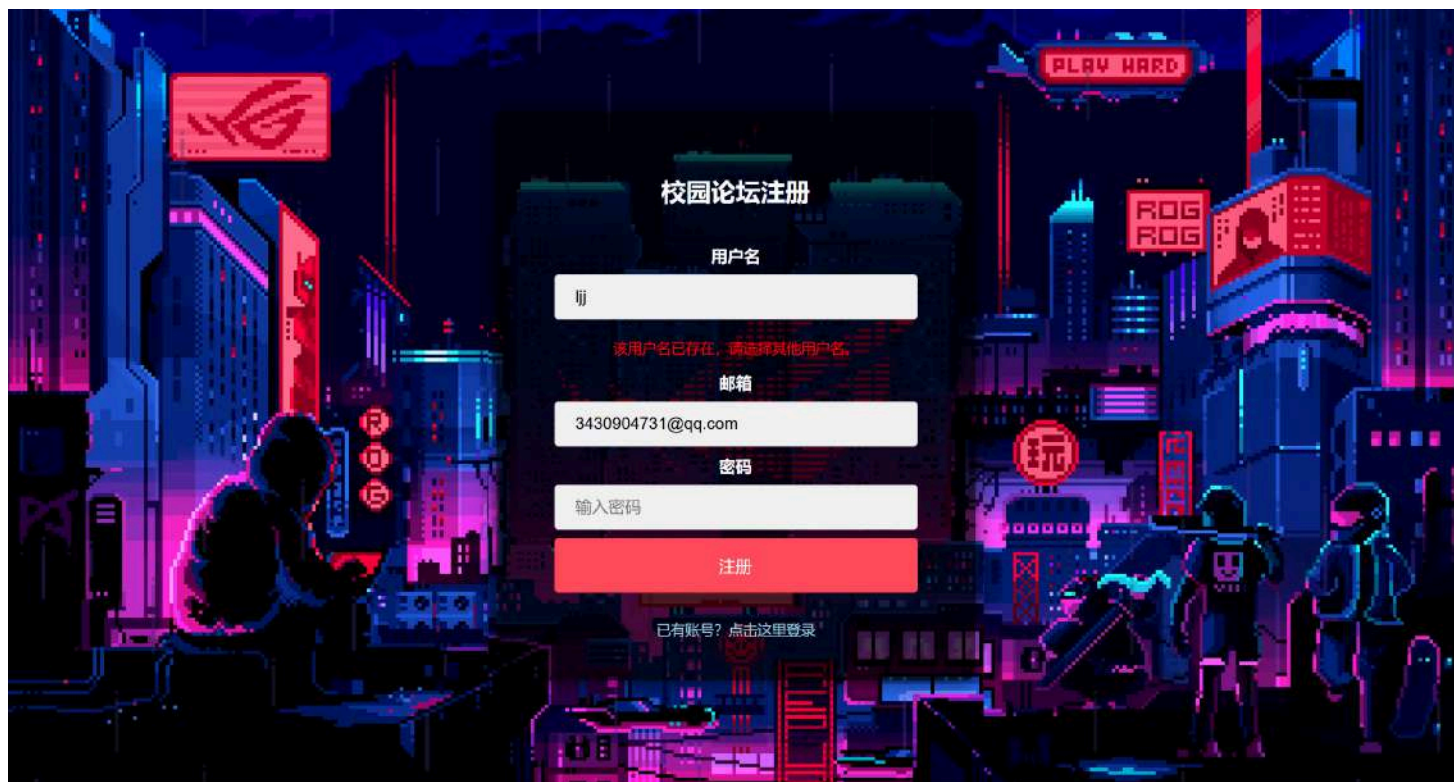 PLAY HARD
校园论坛注册
ROG
ROG
用户名
ljj
该用户名已存在，请选择其他用户名。
邮箱
3430904731@qq.com
R
O
G
玩
密码
输入密码
注册
已有账号？点击这里登录